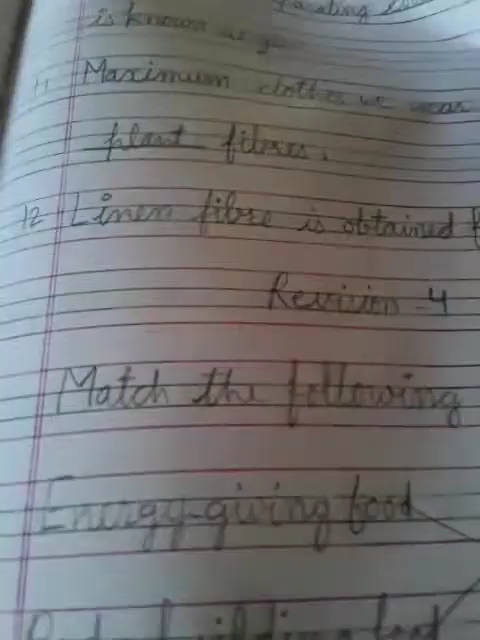 is known as
11. Maximum clothes we wear
plant fibres.
12 Linen fibre is obtained
Revision-4
Match the following
Energy-giving food